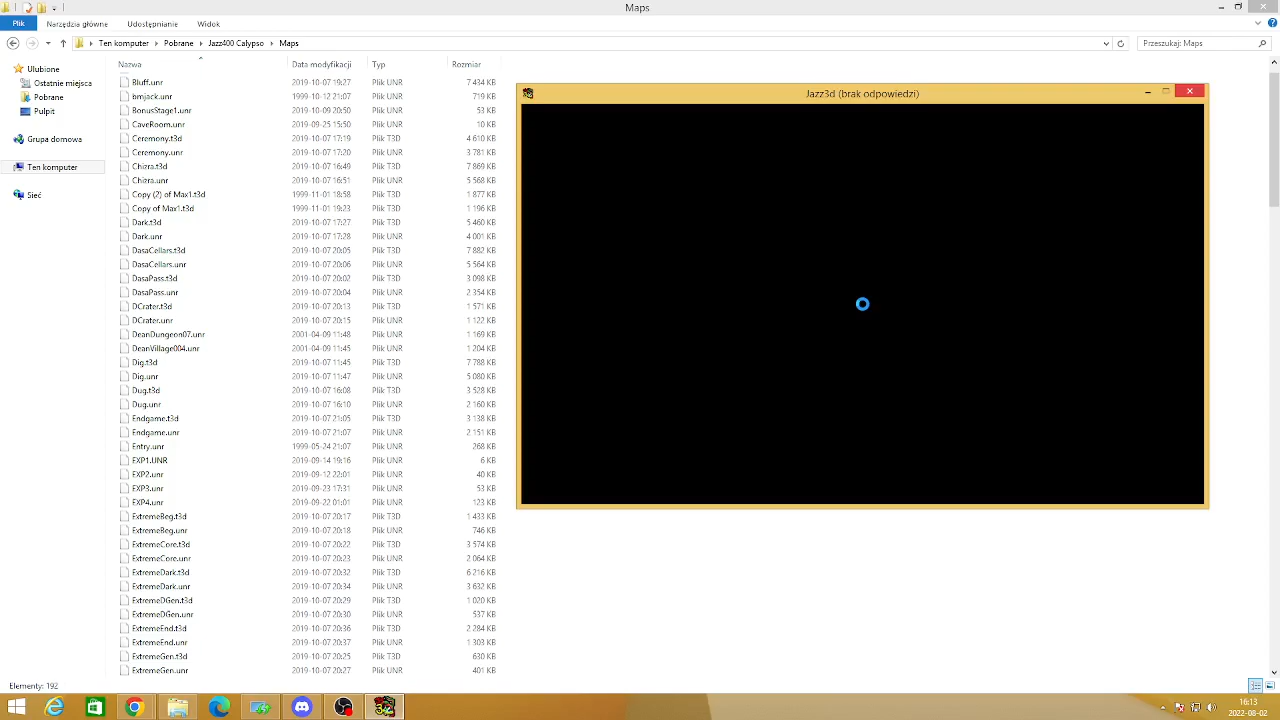 Maps
Plik Narzędzia główne Udostępnianie Widok
Ten komputer Pobrane Jazz400 Calypso Maps Przeszukaj: Maps
Nazwa Data modyfikacji Typ Rozmiar
Ulubione
Ostatnie miejsca
Pobrane
Pulpit
Grupa domowa
Ten komputer
Sieć
Bluff.unr 2019-10-07 19:27 Plik UNR 7 434 KB
bmjack.unr 1999-10-12 21:07 Plik UNR 719 KB
BonusStage1.unr 2019-10-09 20:50 Plik UNR 53 KB
CaveRoom.unr 2019-09-25 15:50 Plik UNR 10 KB
Ceremony.t3d 2019-10-07 17:19 Plik T3D 4 610 KB
Ceremony.unr 2019-10-07 17:20 Plik UNR 3 781 KB
Chizra.t3d 2019-10-07 16:49 Plik T3D 7 869 KB
Chizra.unr 2019-10-07 16:51 Plik UNR 5 568 KB
Copy (2) of Max1.t3d 1999-11-01 18:58 Plik T3D 1 877 KB
Copy of Max1.t3d 1999-11-01 19:23 Plik T3D 1 196 KB
Dark.t3d 2019-10-07 17:27 Plik T3D 5 460 KB
Dark.unr 2019-10-07 17:28 Plik UNR 4 001 KB
DasaCellars.t3d 2019-10-07 20:05 Plik T3D 7 882 KB
DasaCellars.unr 2019-10-07 20:06 Plik UNR 5 564 KB
DasaPass.t3d 2019-10-07 20:02 Plik T3D 3 098 KB
DasaPass.unr 2019-10-07 20:04 Plik UNR 2 354 KB
DCrater.t3d 2019-10-07 20:13 Plik T3D 1 571 KB
DCrater.unr 2019-10-07 20:15 Plik UNR 1 122 KB
DeanDungeon07.unr 2001-04-09 11:48 Plik UNR 1 169 KB
DeanVillage004.unr 2001-04-09 11:45 Plik UNR 1 204 KB
Dig.t3d 2019-10-07 11:45 Plik T3D 7 788 KB
Dig.unr 2019-10-07 11:47 Plik UNR 5 080 KB
Dug.t3d 2019-10-07 16:08 Plik T3D 3 528 KB
Dug.unr 2019-10-07 16:10 Plik UNR 2 160 KB
Endgame.t3d 2019-10-07 21:05 Plik T3D 3 138 KB
Endgame.unr 2019-10-07 21:07 Plik UNR 2 151 KB
Entry.unr 1999-05-24 21:07 Plik UNR 268 KB
EXP1.UNR 2019-09-14 19:16 Plik UNR 6 KB
EXP2.unr 2019-09-12 22:01 Plik UNR 40 KB
EXP3.unr 2019-09-23 17:31 Plik UNR 53 KB
EXP4.unr 2019-09-22 01:01 Plik UNR 123 KB
ExtremeBeg.t3d 2019-10-07 20:17 Plik T3D 1 433 KB
ExtremeBeg.unr 2019-10-07 20:18 Plik UNR 746 KB
ExtremeCore.t3d 2019-10-07 20:22 Plik T3D 3 574 KB
ExtremeCore.unr 2019-10-07 20:23 Plik UNR 2 064 KB
ExtremeDark.t3d 2019-10-07 20:32 Plik T3D 6 216 KB
ExtremeDark.unr 2019-10-07 20:34 Plik UNR 3 632 KB
ExtremeDGen.t3d 2019-10-07 20:29 Plik T3D 1 020 KB
ExtremeDGen.unr 2019-10-07 20:30 Plik UNR 537 KB
ExtremeEnd.t3d 2019-10-07 20:36 Plik T3D 2 284 KB
ExtremeEnd.unr 2019-10-07 20:37 Plik UNR 1 303 KB
ExtremeGen.t3d 2019-10-07 20:25 Plik T3D 630 KB
ExtremeGen.unr 2019-10-07 20:27 Plik UNR 401 KB
Jazz3d (brak odpowiedzi)
Elementy: 192
16:13
2022-08-02